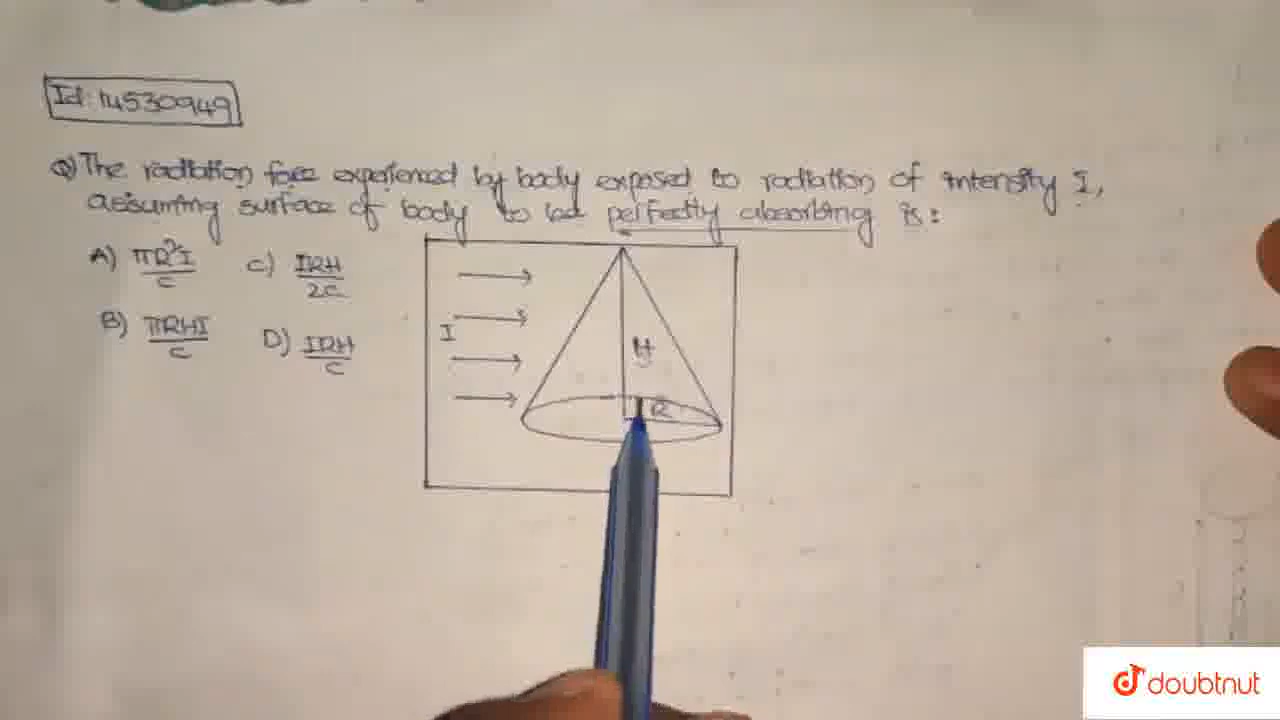 Id: 14530949
Q) The radiation force experienced by body exposed to radiation of intensity I,
assuming surface of body to be perfectly absorbing is:
A) πR²I/C C) IRH/2C
B) πRHI/C D) IRH/C
I
H
R
doubtnut